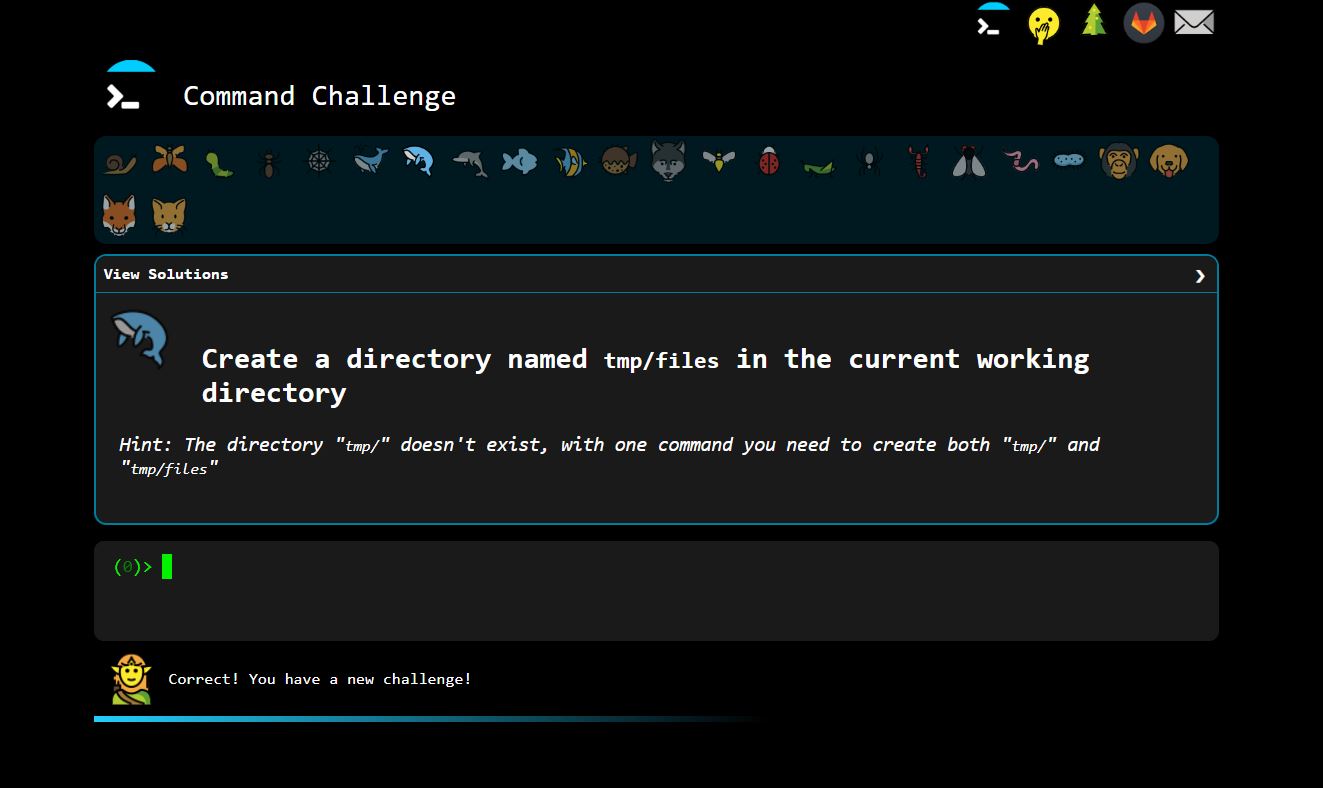 Command Challenge
View Solutions
Create a directory named tmp/files in the current working
directory
Hint: The directory "tmp/" doesn't exist, with one command you need to create both "tmp/" and
"tmp/files"
(0)>
Correct! You have a new challenge!